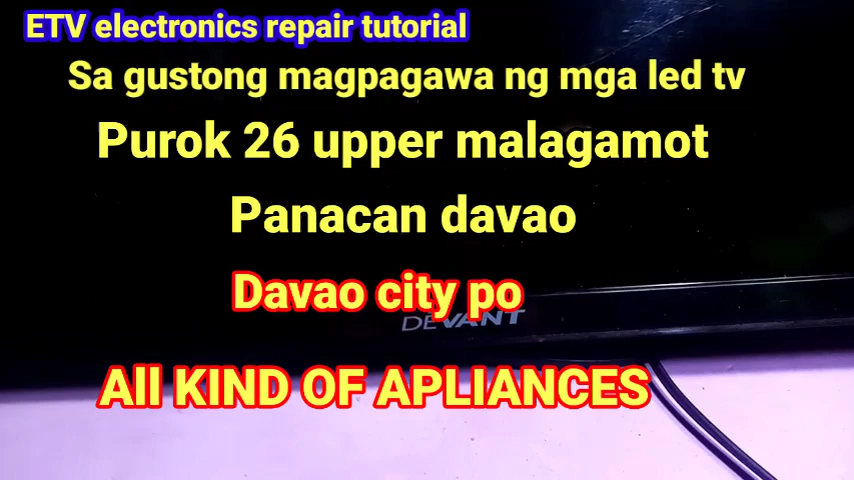 ETV electronics repair tutorial
Sa gustong magpagawa ng mga led tv
Purok 26 upper malagamot
Panacan davao
Davao city po
DEVANT
All KIND OF APLIANCES